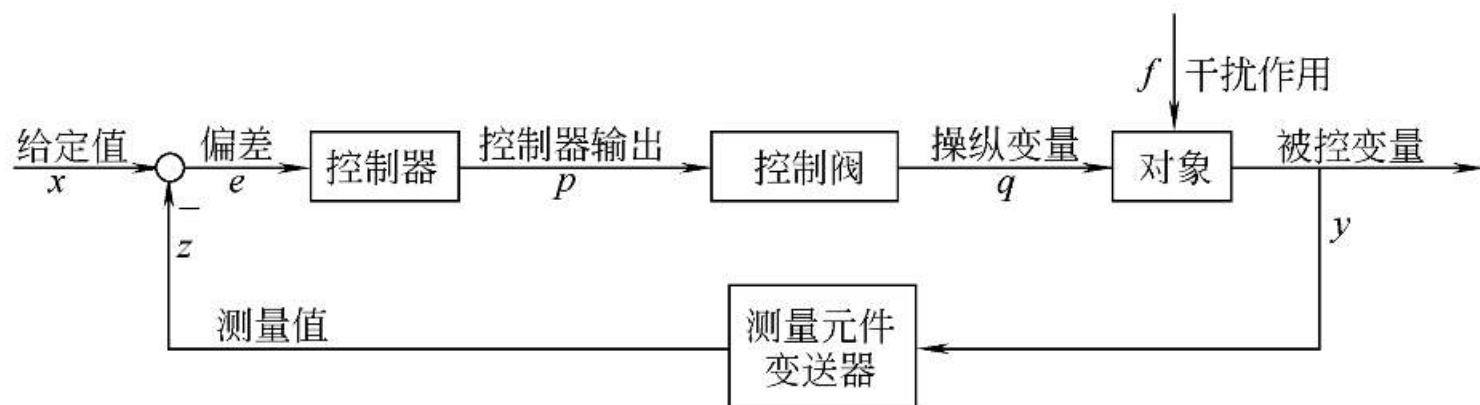 f 干扰作用
给定值
x
偏差
e
控制器
控制器输出
p
控制阀
操纵变量
q
对象
被控变量
y
−
z
测量值
测量元件
变送器